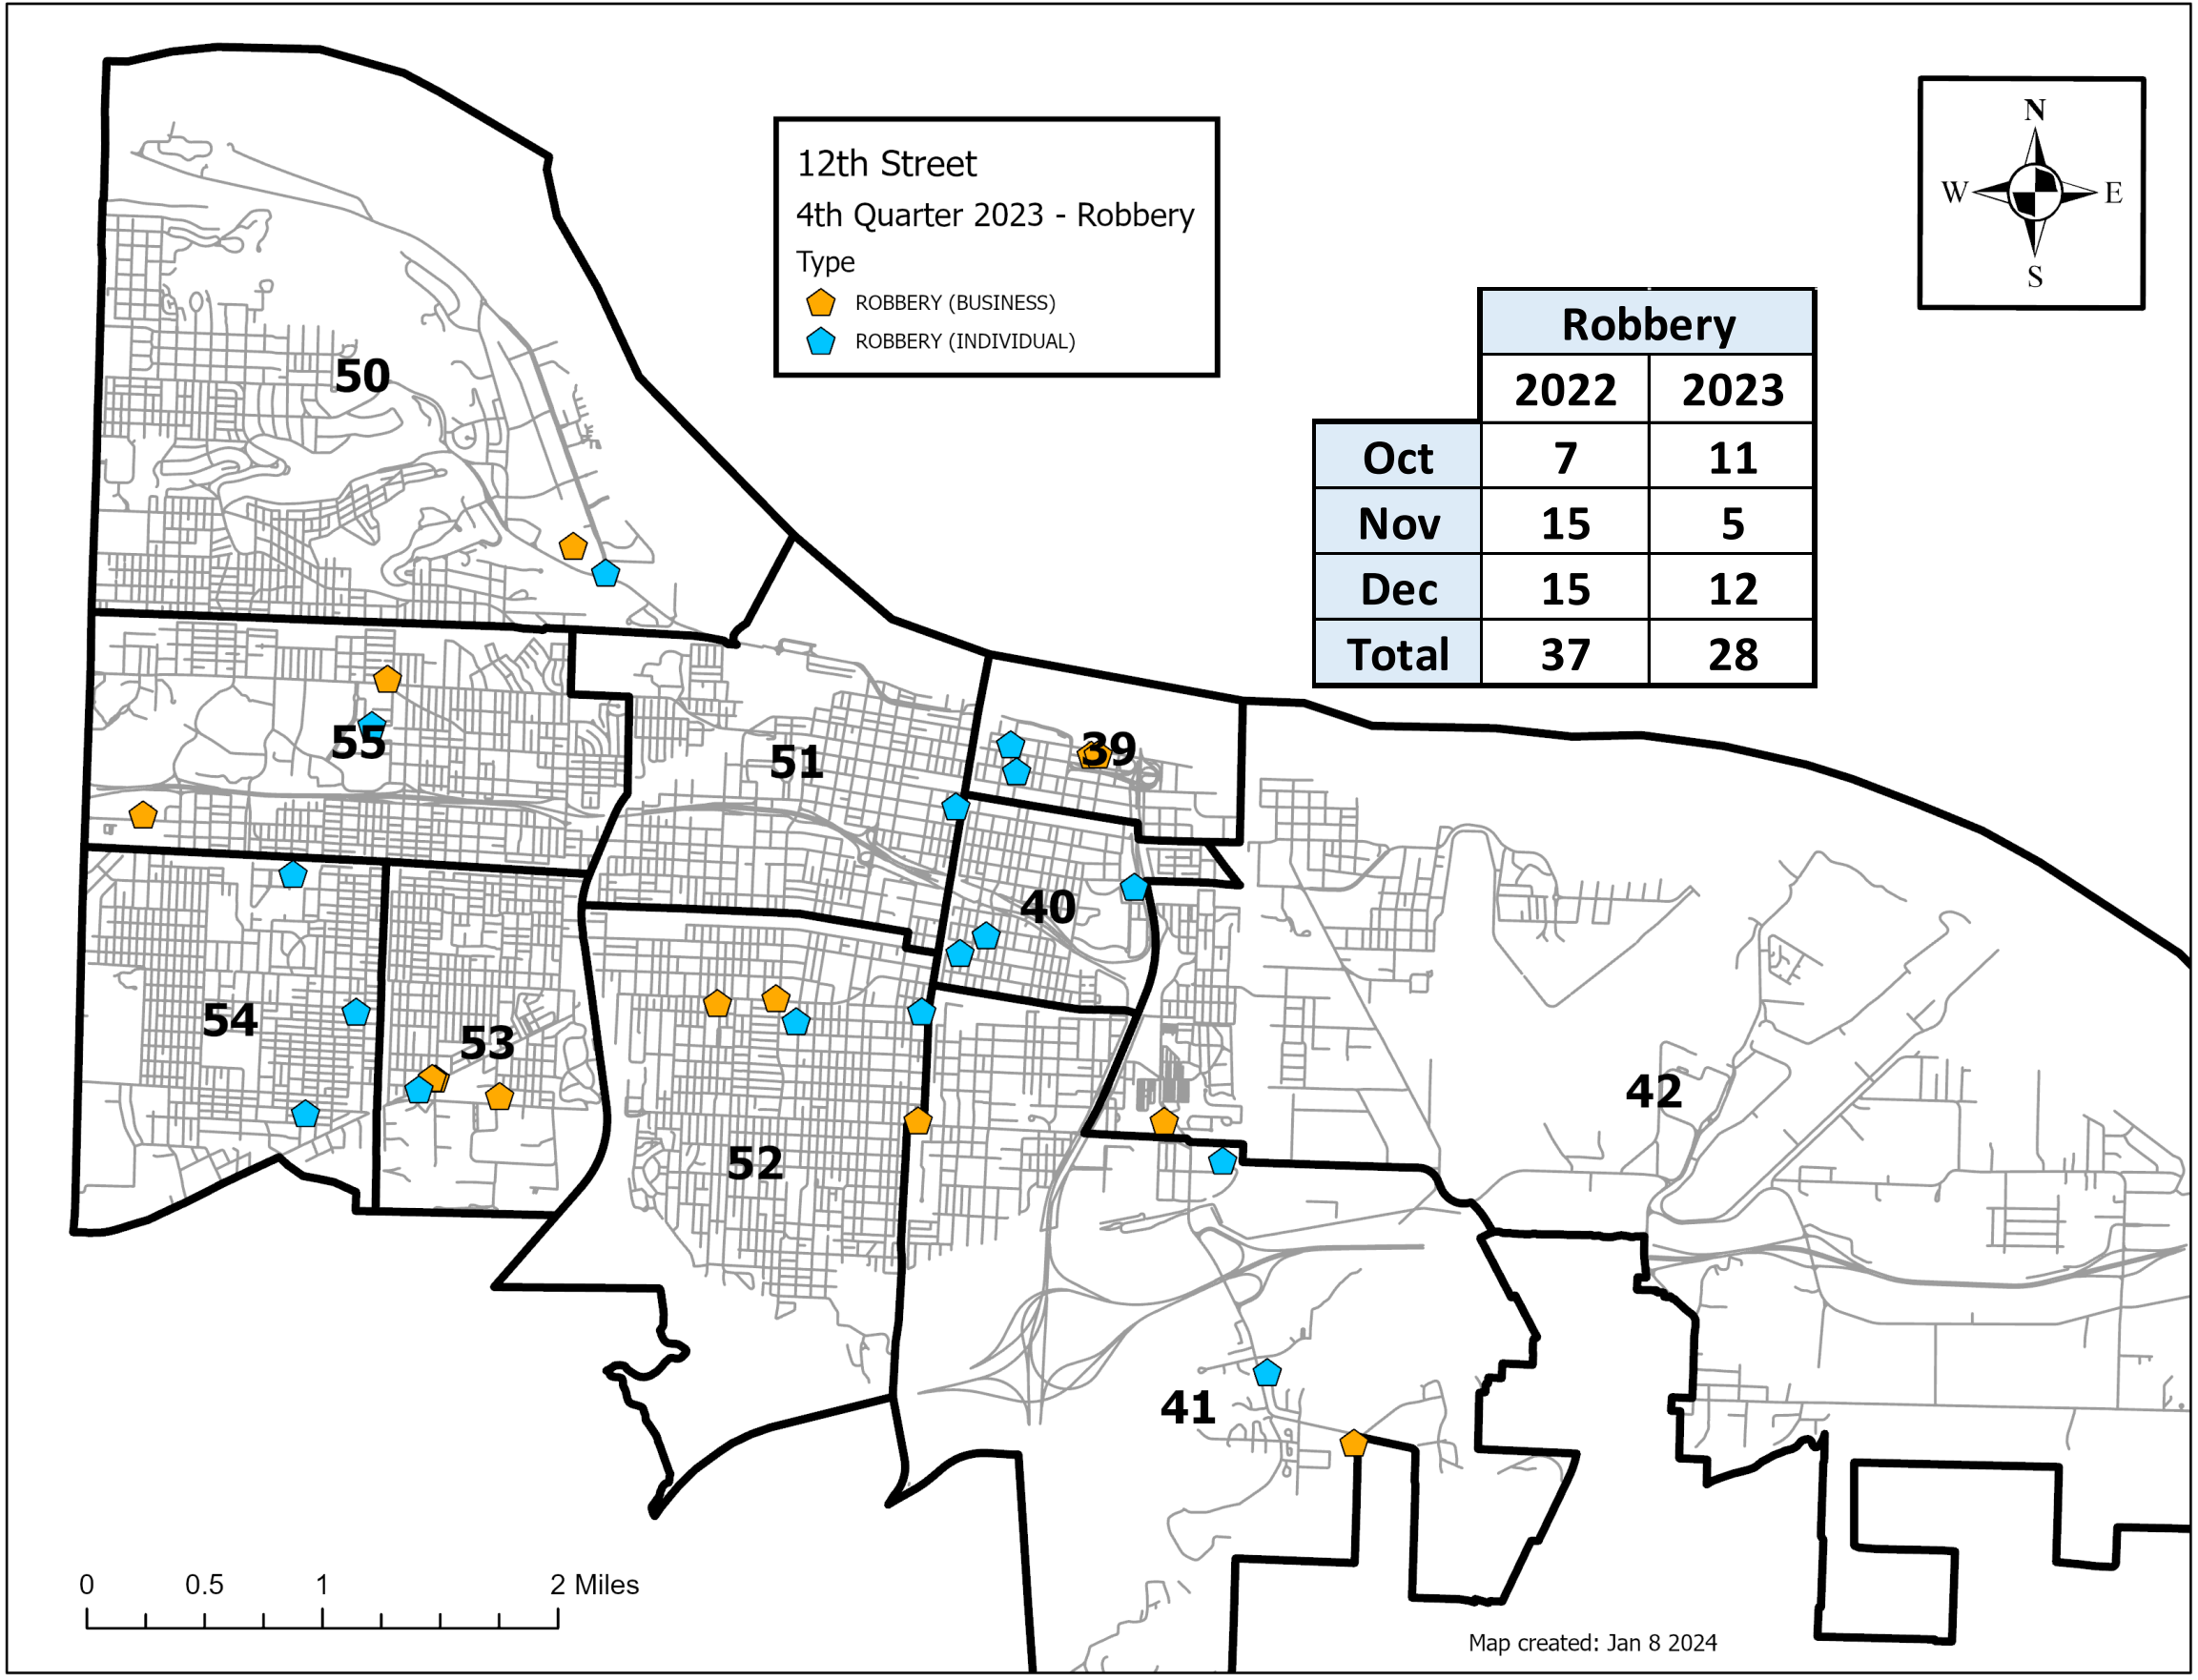 12th Street
4th Quarter 2023 - Robbery
Type
ROBBERY (BUSINESS)
ROBBERY (INDIVIDUAL)
N
W E
S
Robbery
2022 2023
Oct 7 11
Nov 15 5
Dec 15 12
Total 37 28
50
55
51
39
40
54
53
52
42
41
0 0.5 1 2 Miles
Map created: Jan 8 2024